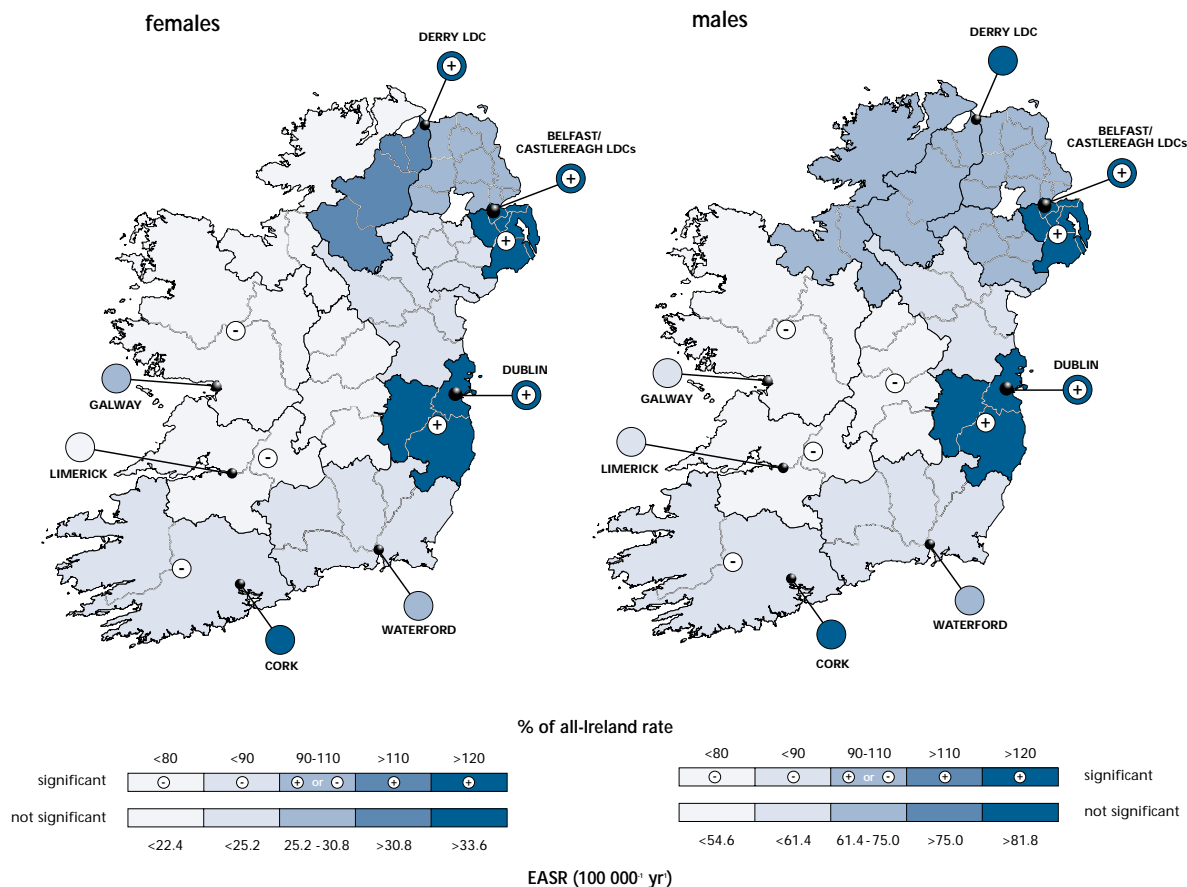 females
males
DERRY LDC
+
DERRY LDC
BELFAST/
CASTLEREAGH LDCs
+
BELFAST/
CASTLEREAGH LDCs
+
+
+
-
-
DUBLIN
+
DUBLIN
+
GALWAY
GALWAY
-
+
+
LIMERICK
-
LIMERICK
-
-
-
WATERFORD
WATERFORD
CORK
CORK
% of all-Ireland rate
<80 <90 90-110 >110 >120
<80 <90 90-110 >110 >120
significant - - + or - + +
- - + or - + + significant
not significant
not significant
<22.4 <25.2 25.2 -30.8 >30.8 >33.6
<54.6 <61.4 61.4 -75.0 >75.0 >81.8
EASR (100 000⁻¹ yr¹)